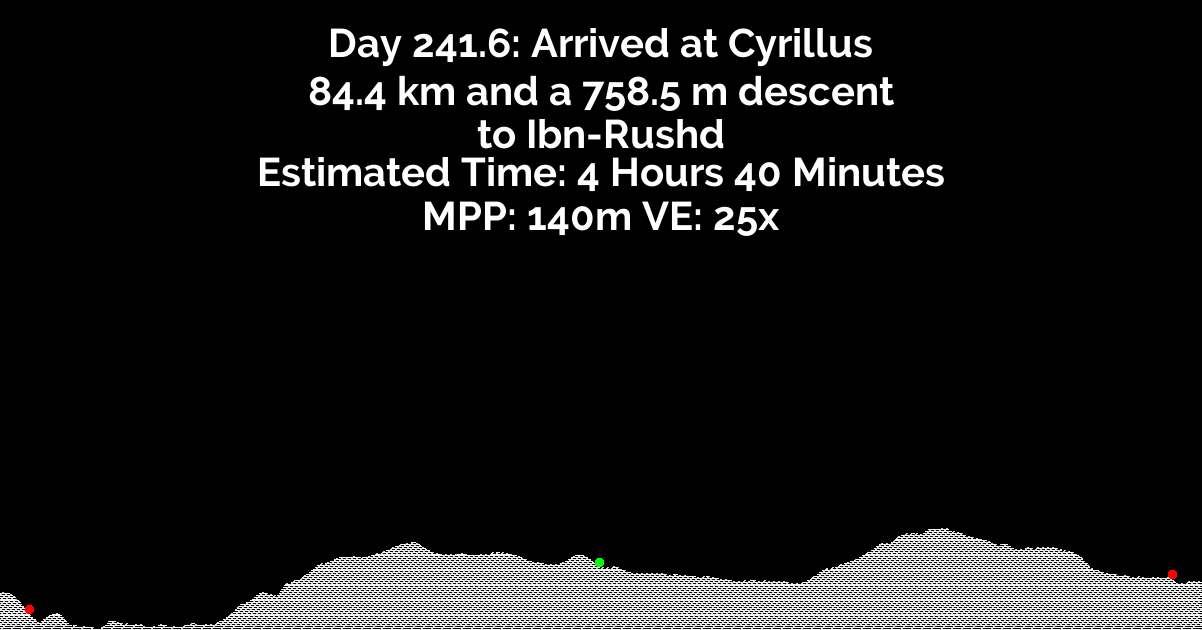 Day 241.6: Arrived at Cyrillus
84.4 km and a 758.5 m descent
to Ibn-Rushd
Estimated Time: 4 Hours 40 Minutes
MPP: 140m VE: 25x